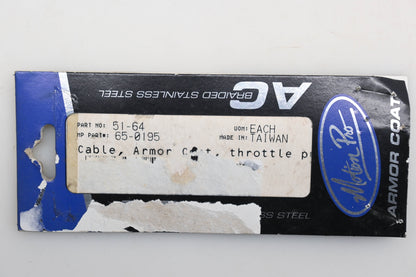 BRAIDED STAINLESS STEEL
AC
PART NO: 51-64
MP PART#: 65-0195
UOM: EACH
MADE IN: TAIWAN
Cable, Armor throttle
Motion Pro
ARMOR COAT
STEEL